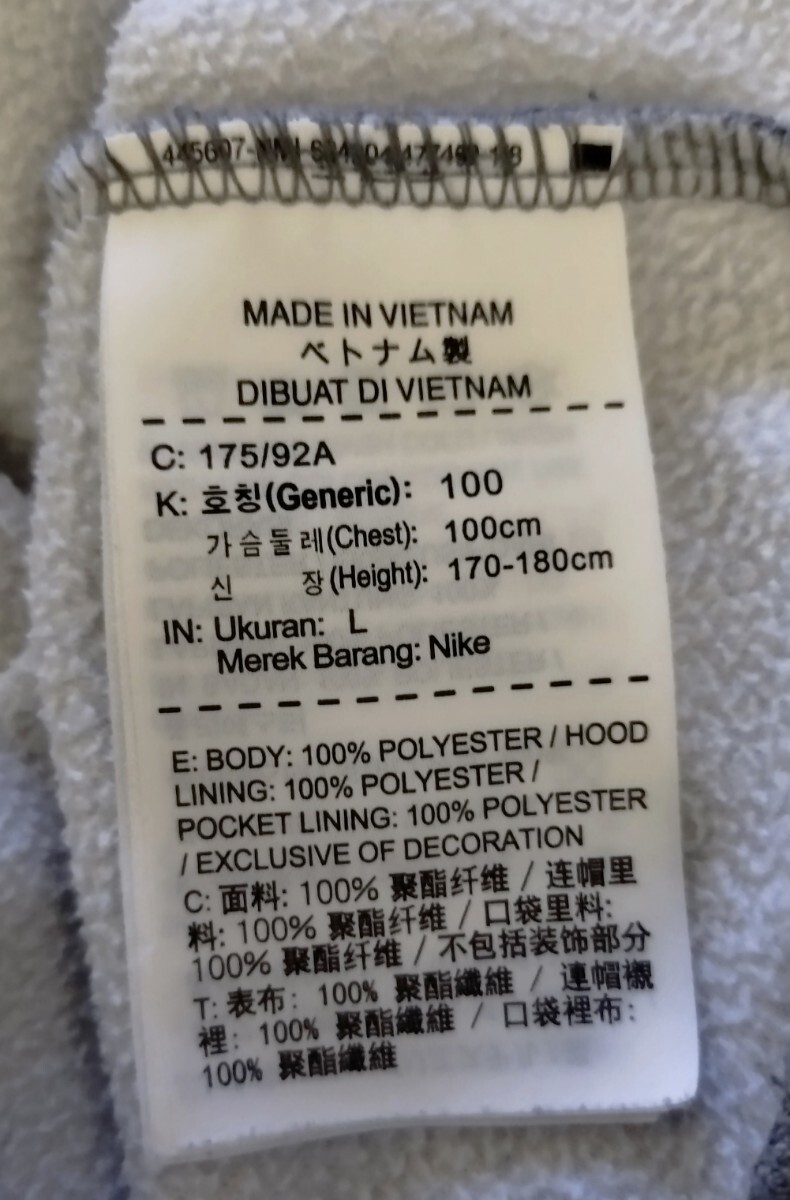 MADE IN VIETNAM
ベトナム製
DIBUAT DI VIETNAM
C: 175/92A
K: 호칭(Generic): 100
가슴둘레(Chest): 100cm
신 장(Height): 170-180cm
IN: Ukuran: L
Merek Barang: Nike
E: BODY: 100% POLYESTER / HOOD
LINING: 100% POLYESTER /
POCKET LINING: 100% POLYESTER
/ EXCLUSIVE OF DECORATION
C: 面料: 100% 聚酯纤维 / 连帽里
料: 100% 聚酯纤维 / 口袋里料:
100% 聚酯纤维 / 不包括装饰部分
T: 表布: 100% 聚酯纖維 / 連帽襯
裡: 100% 聚酯纖維 / 口袋裡布:
100% 聚酯纖維